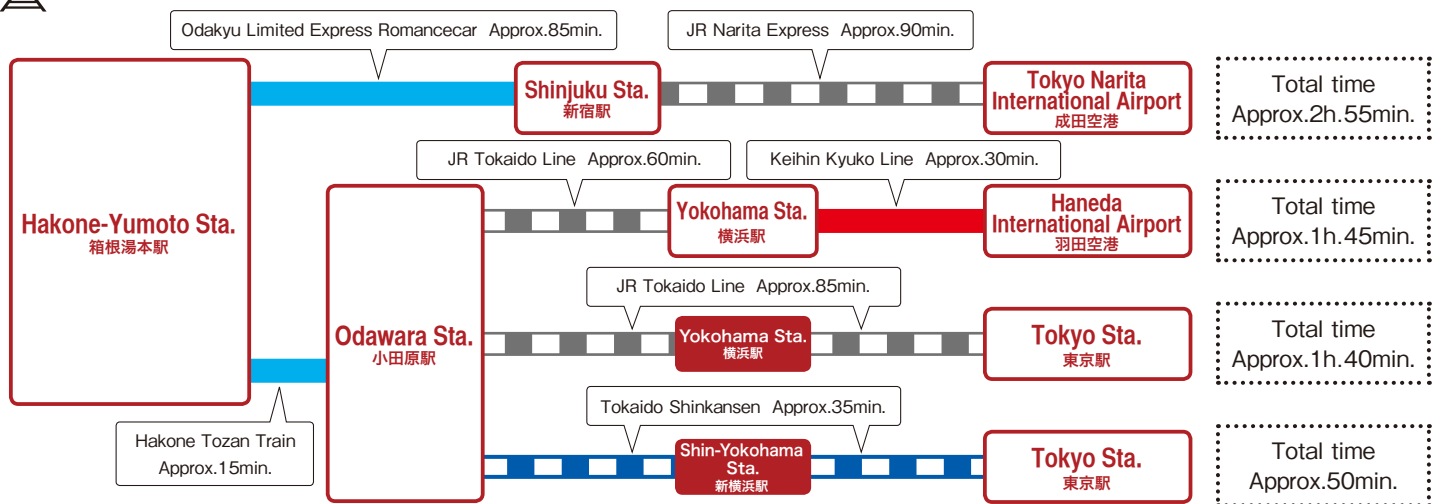 Odakyu Limited Express Romancecar Approx.85min.
JR Narita Express Approx.90min.
Hakone-Yumoto Sta.
箱根湯本駅
Shinjuku Sta.
新宿駅
Tokyo Narita
International Airport
成田空港
Total time
Approx.2h.55min.
JR Tokaido Line Approx.60min.
Keihin Kyuko Line Approx.30min.
Odawara Sta.
小田原駅
Yokohama Sta.
横浜駅
Haneda
International Airport
羽田空港
Total time
Approx.1h.45min.
JR Tokaido Line Approx.85min.
Yokohama Sta.
横浜駅
Tokyo Sta.
東京駅
Total time
Approx.1h.40min.
Hakone Tozan Train
Approx.15min.
Tokaido Shinkansen Approx.35min.
Shin-Yokohama
Sta.
新横浜駅
Tokyo Sta.
東京駅
Total time
Approx.50min.